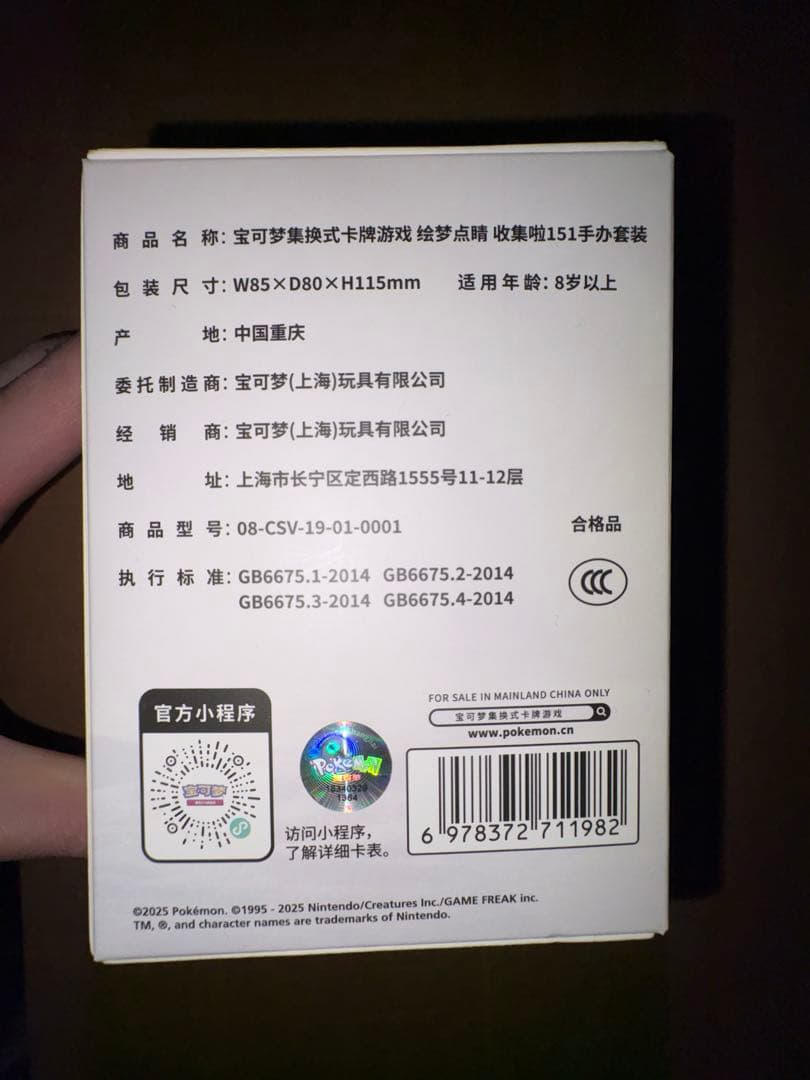 商品名称：宝可梦集换式卡牌游戏 绘梦点睛 收集啦151手办套装
包装尺寸：W85×D80×H115mm 适用年龄：8岁以上
产地：中国重庆
委托制造商：宝可梦(上海)玩具有限公司
经销商：宝可梦(上海)玩具有限公司
地址：上海市长宁区定西路1555号11-12层
商品型号：08-CSV-19-01-0001
合格品
执行标准：GB6675.1-2014 GB6675.2-2014
GB6675.3-2014 GB6675.4-2014
CCC
FOR SALE IN MAINLAND CHINA ONLY
官方小程序
宝可梦集换式卡牌游戏
www.pokemon.cn
宝可梦
POKéMON
宝可梦
1364
访问小程序，
了解详细卡表。
6 978372 711982
©2025 Pokémon. ©1995 - 2025 Nintendo/Creatures Inc./GAME FREAK inc.
TM, ®, and character names are trademarks of Nintendo.